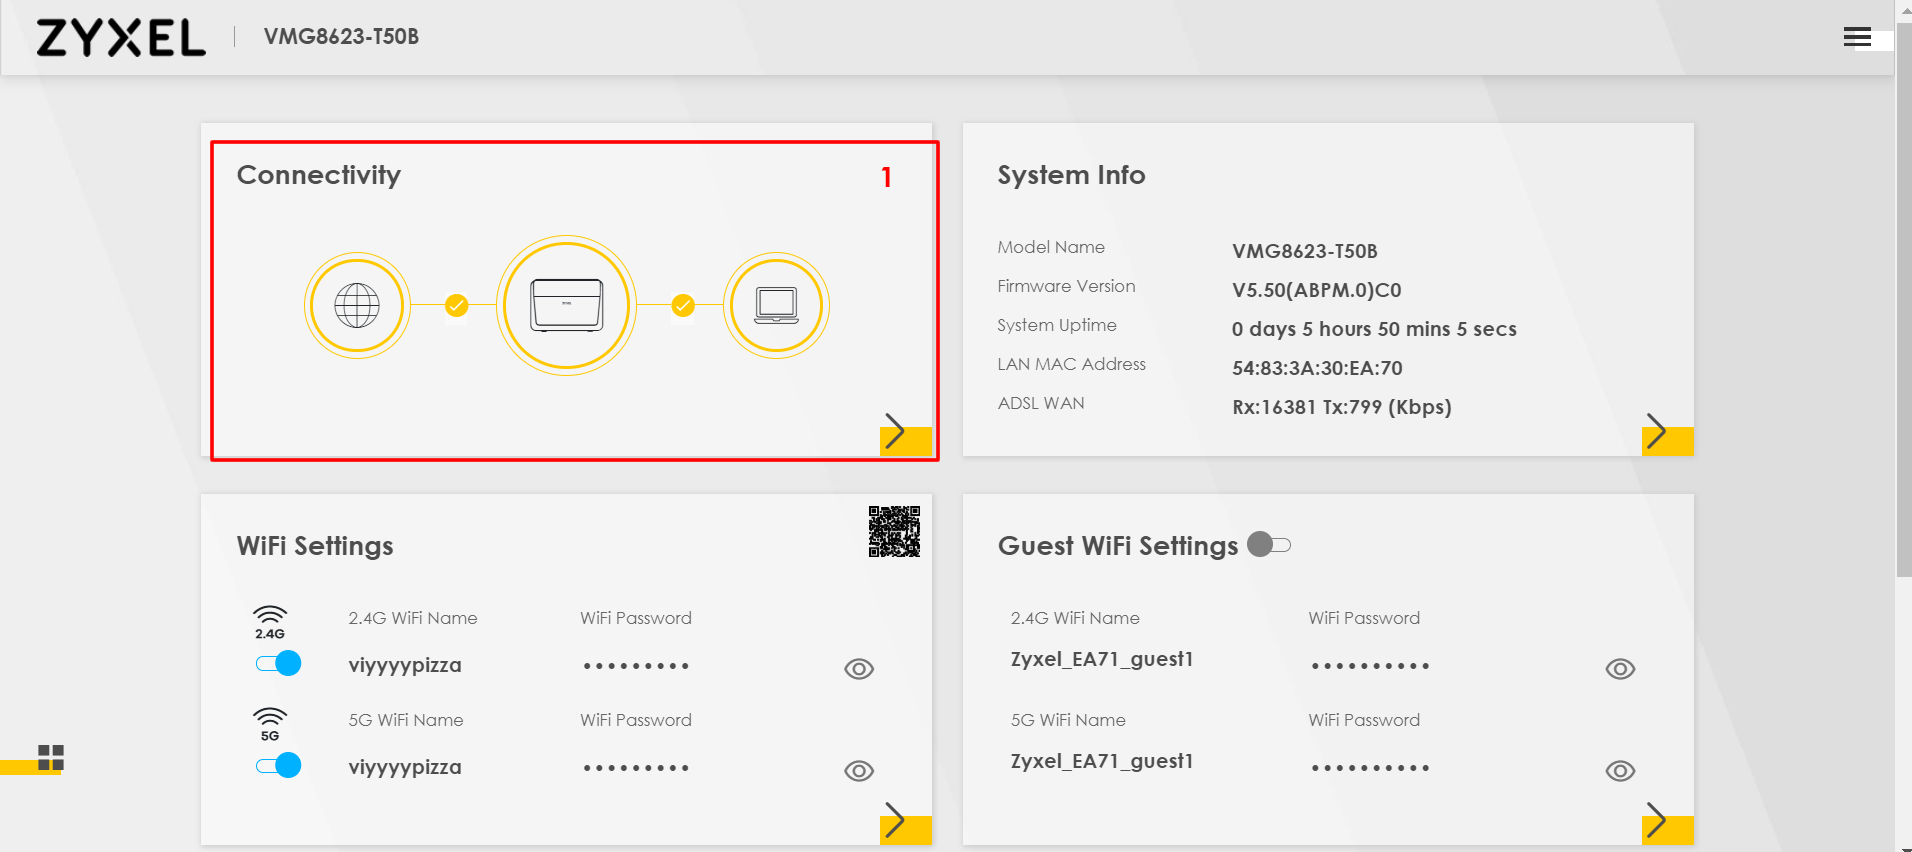 ZYXEL
VMG8623-T50B
Connectivity
1
ZYXEL
System Info
Model Name VMG8623-T50B
Firmware Version V5.50(ABPM.0)C0
System Uptime 0 days 5 hours 50 mins 5 secs
LAN MAC Address 54:83:3A:30:EA:70
ADSL WAN Rx:16381 Tx:799 (Kbps)
WiFi Settings
2.4G
2.4G WiFi Name WiFi Password
viyyyypizza •••••••••
5G
5G WiFi Name WiFi Password
viyyyypizza •••••••••
Guest WiFi Settings
2.4G WiFi Name WiFi Password
Zyxel_EA71_guest1 ••••••••••
5G WiFi Name WiFi Password
Zyxel_EA71_guest1 ••••••••••